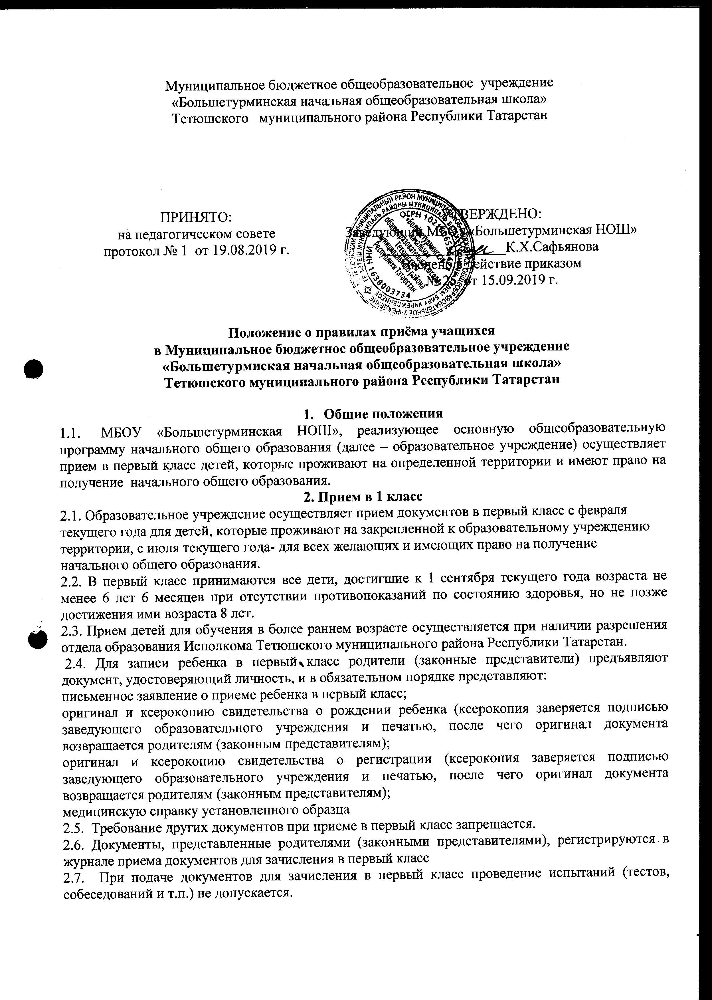 Муниципальное бюджетное общеобразовательное учреждение
«Большетурминская начальная общеобразовательная школа»
Тетюшского муниципального района Республики Татарстан
ПРИНЯТО:
на педагогическом совете
протокол № 1 от 19.08.2019 г.
УТВЕРЖДЕНО:
Заведующий МБОУ «Большетурминская НОШ»
К.Х.Сафьянова
Введено в действие приказом
от 15.09.2019 г.
ОГРН
ИНН 1638003734
«Большетурминская
начальная
общеобразовательная школа»
Тетюшского
муниципального района
Республики Татарстан
Положение о правилах приёма учащихся
в Муниципальное бюджетное общеобразовательное учреждение
«Большетурмиская начальная общеобразовательная школа»
Тетюшского муниципального района Республики Татарстан
1. Общие положения
1.1. МБОУ «Большетурминская НОШ», реализующее основную общеобразовательную
программу начального общего образования (далее – образовательное учреждение) осуществляет
прием в первый класс детей, которые проживают на определенной территории и имеют право на
получение начального общего образования.
2. Прием в 1 класс
2.1. Образовательное учреждение осуществляет прием документов в первый класс с февраля
текущего года для детей, которые проживают на закрепленной к образовательному учреждению
территории, с июля текущего года- для всех желающих и имеющих право на получение
начального общего образования.
2.2. В первый класс принимаются все дети, достигшие к 1 сентября текущего года возраста не
менее 6 лет 6 месяцев при отсутствии противопоказаний по состоянию здоровья, но не позже
достижения ими возраста 8 лет.
2.3. Прием детей для обучения в более раннем возрасте осуществляется при наличии разрешения
отдела образования Исполкома Тетюшского муниципального района Республики Татарстан.
2.4. Для записи ребенка в первый класс родители (законные представители) предъявляют
документ, удостоверяющий личность, и в обязательном порядке представляют:
письменное заявление о приеме ребенка в первый класс;
оригинал и ксерокопию свидетельства о рождении ребенка (ксерокопия заверяется подписью
заведующего образовательного учреждения и печатью, после чего оригинал документа
возвращается родителям (законным представителям);
оригинал и ксерокопию свидетельства о регистрации (ксерокопия заверяется подписью
заведующего образовательного учреждения и печатью, после чего оригинал документа
возвращается родителям (законным представителям);
медицинскую справку установленного образца
2.5. Требование других документов при приеме в первый класс запрещается.
2.6. Документы, представленные родителями (законными представителями), регистрируются в
журнале приема документов для зачисления в первый класс
2.7. При подаче документов для зачисления в первый класс проведение испытаний (тестов,
собеседований и т.п.) не допускается.